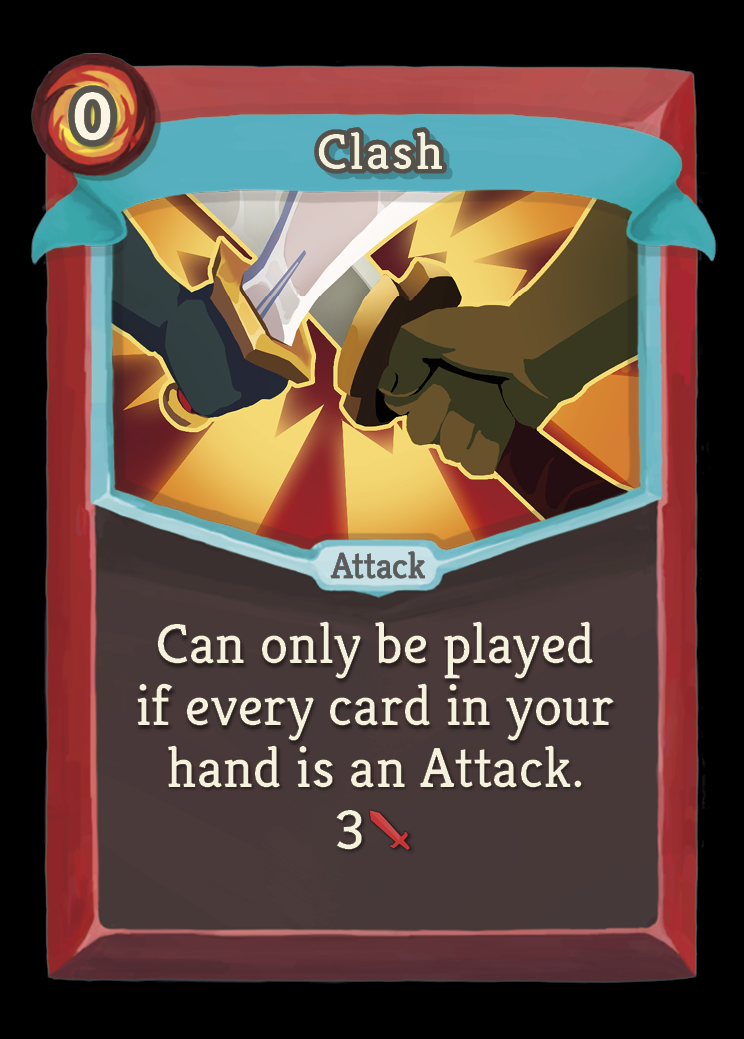 0
Clash
Attack
Can only be played
if every card in your
hand is an Attack.
3